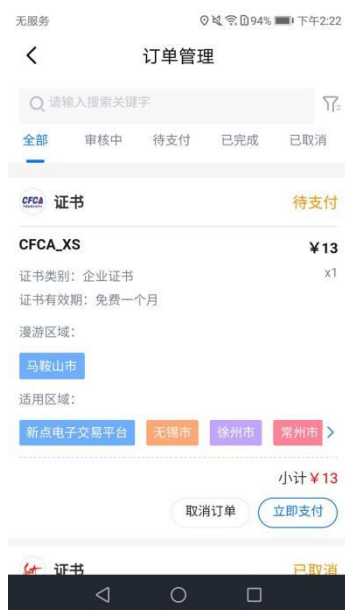 无服务 94% 下午2:22
订单管理
请输入搜索关键字
全部 审核中 待支付 已完成 已取消
CFCA 证书 待支付
CFCA_XS ¥13
证书类别：企业证书 x1
证书有效期：免费一个月
漫游区域：
马鞍山市
适用区域：
新点电子交易平台 无锡市 徐州市 常州市
小计¥13
取消订单 立即支付
证书 已取消